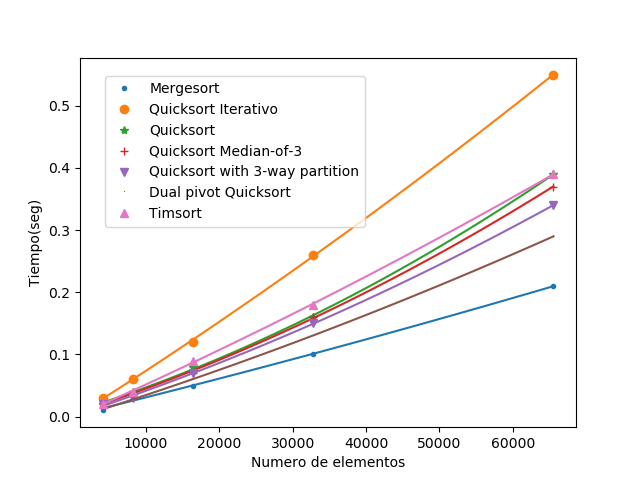 Mergesort
Quicksort Iterativo
Quicksort
Quicksort Median-of-3
Quicksort with 3-way partition
Dual pivot Quicksort
Timsort
0.5
0.4
0.3
0.2
0.1
0.0
Tiempo(seg)
10000 20000 30000 40000 50000 60000
Numero de elementos